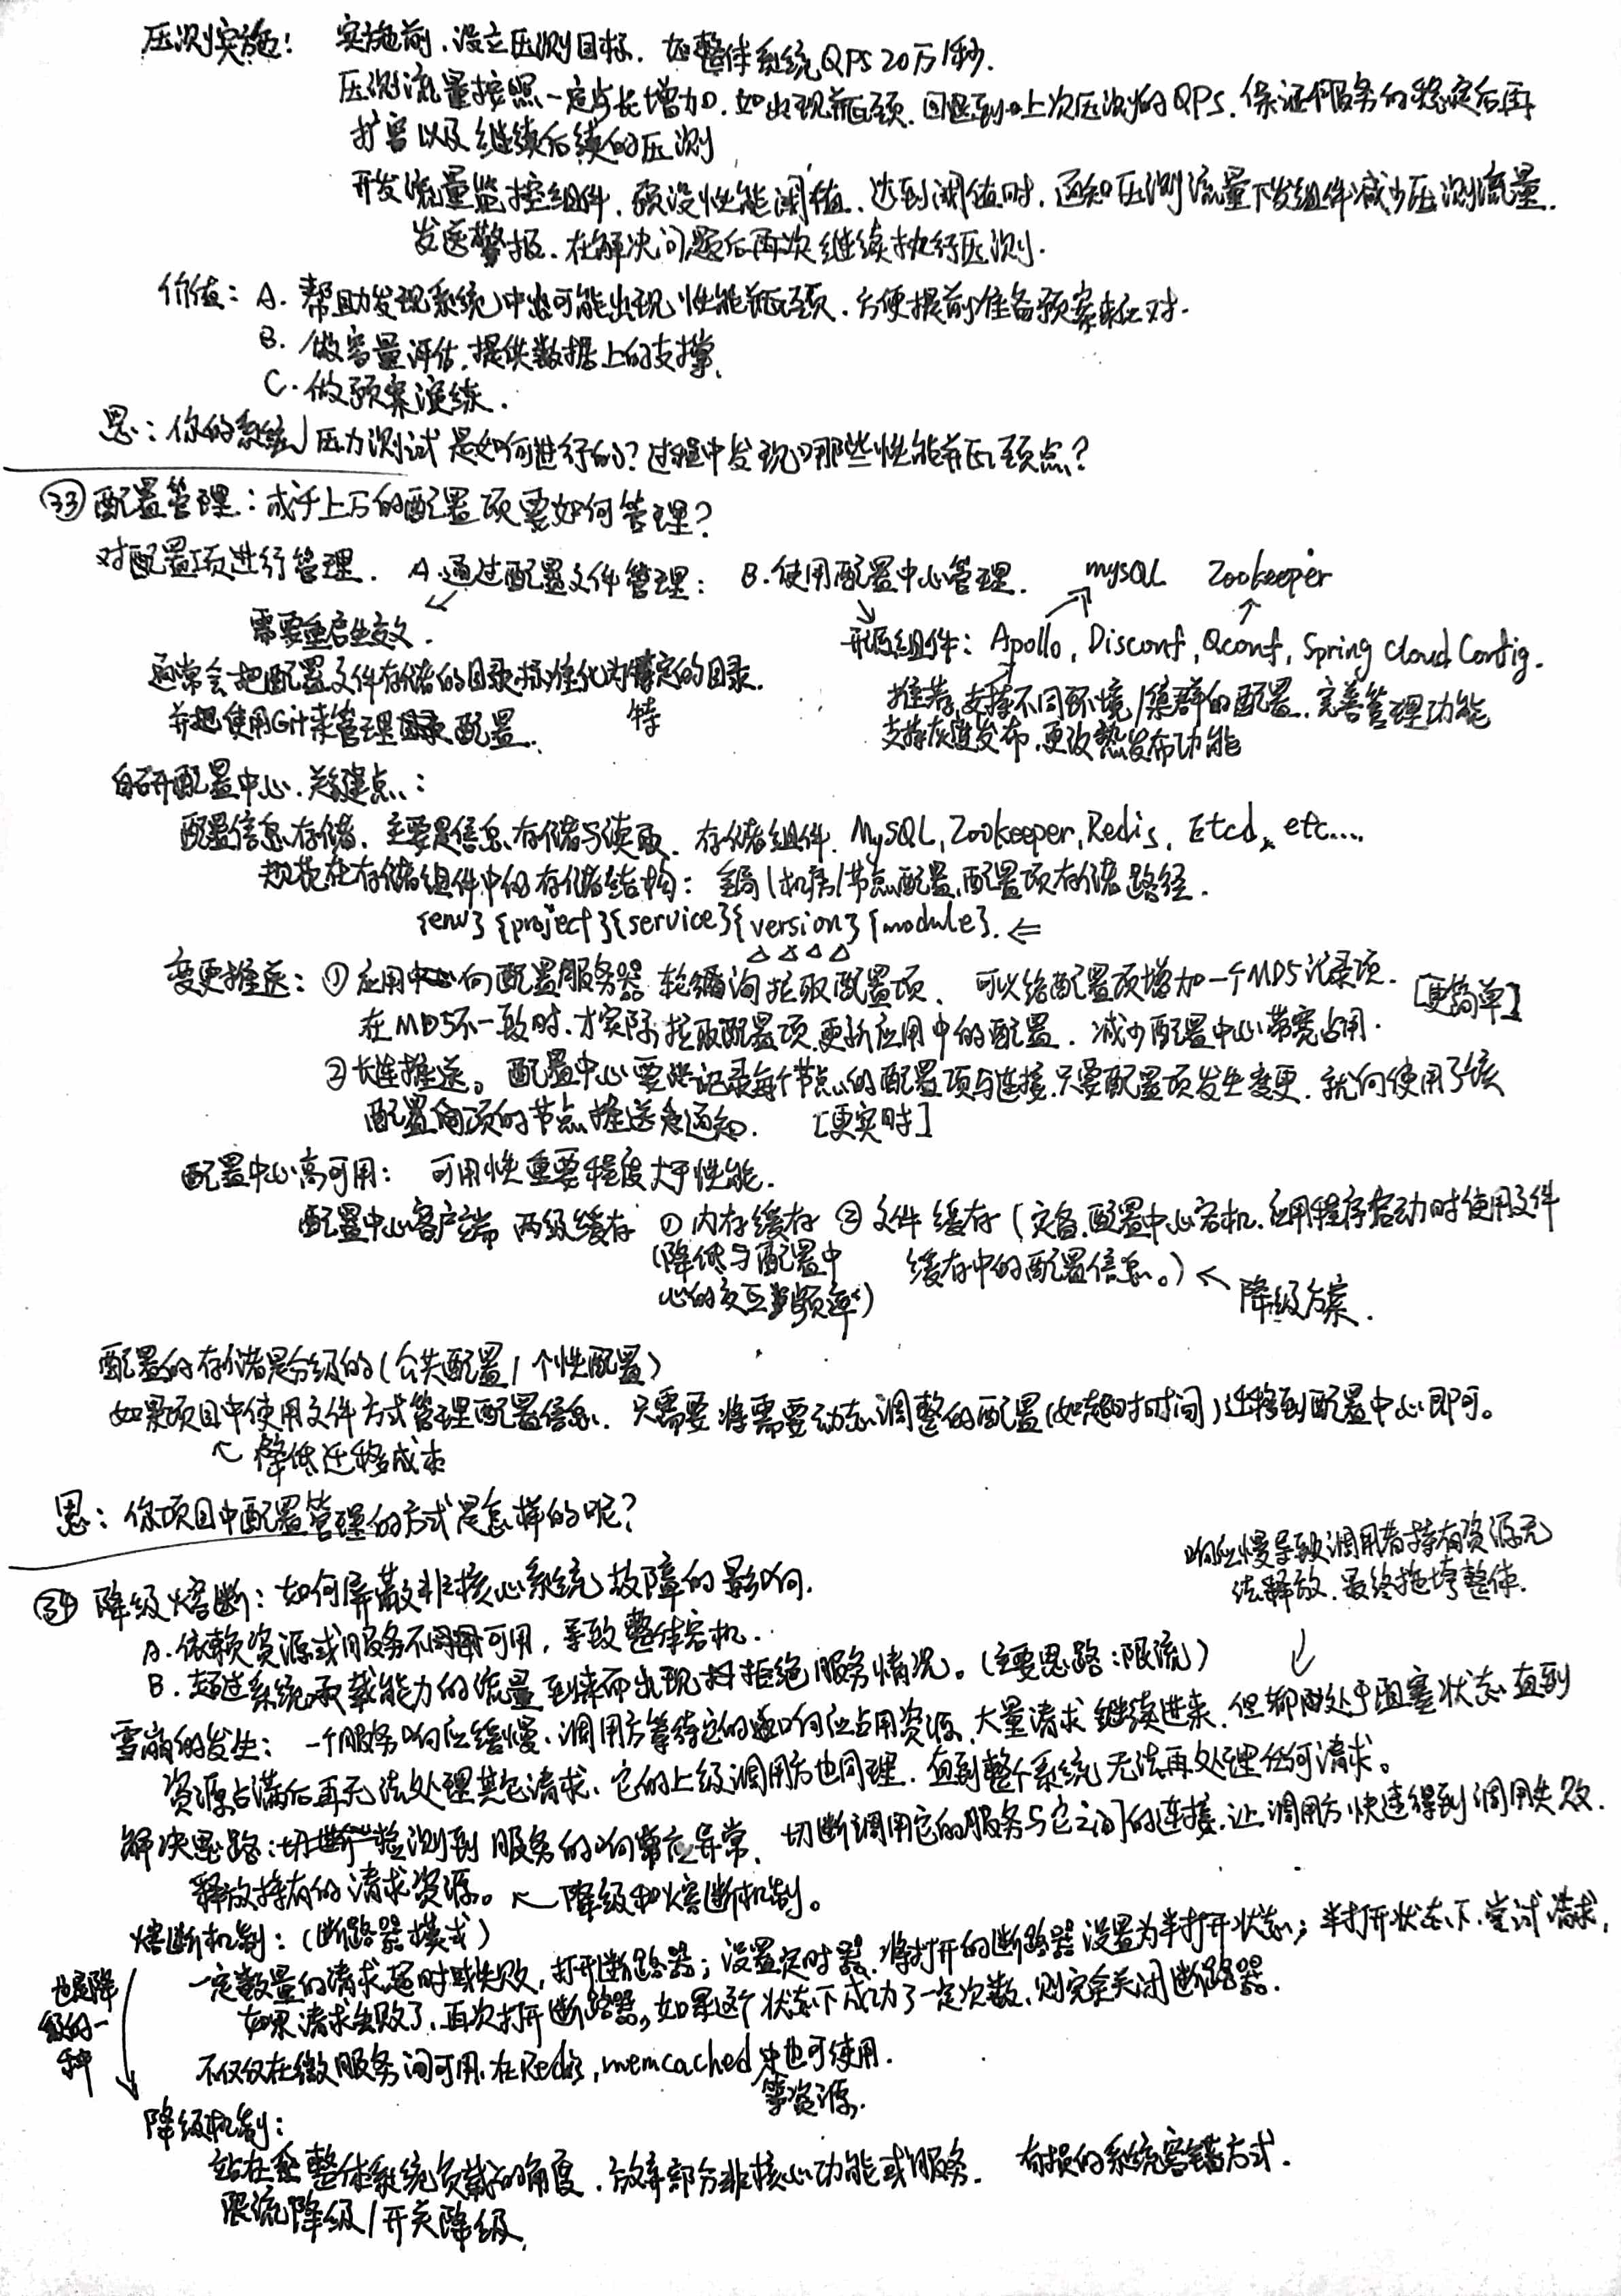 压测实施： 实施前，设立压测目标，如整体系统QPS 20万/秒．
压测流量按照一定步长增加，如出现瓶颈，回退到上次压测的QPS，保证服务的稳定后再
扩容以及继续后续的压测
开发流量监控组件，预设性能阈值，达到阈值时，通知压测流量下发组件减少压测流量．
发送警报．在解决问题后再次继续执行压测．
价值：A. 帮助发现系统中可能出现性能瓶颈．方便提前准备预案来应对．
B. 做容量评估．提供数据上的支撑．
C. 做预案演练．
思：你的系统压力测试是如何进行的？过程中发现哪些性能瓶颈点？
㉝ 配置管理：成千上万的配置项要如何管理？
对配置项进行管理． A.通过配置文件管理： B.使用配置中心管理． mySQL Zookeeper
需要重启生效．
开源组件：Apollo, Disconf, Qconf, Spring Cloud Config.
通常会把配置文件存储的目录标准化为特定的目录．
推荐，支持不同环境/集群的配置，完善管理功能
并把使用Git来管理配置．
特
支持灰度发布，更改热发布功能
自研配置中心．关键点：
配置信息存储．主要是信息存储与读取．存储组件．MySQL, Zookeeper, Redis, Etcd, etc....
规范在存储组件中的存储结构：全局/机房/节点配置，配置项存储路径．
{env}{project}{service}{version}{module}. ⇐
变更推送：① 应用中向配置服务器轮循询拉取配置项． 可以给配置项增加一个MD5记录项． [更简单]
在MD5不一致时．才实际拉取配置项．更新应用中的配置．减少配置中心带宽占用．
② 长连推送。配置中心要记录每个节点的配置项与连接．只要配置项发生变更．就向使用了该
配置项的节点推送通知． [更实时]
配置中心高可用： 可用性重要程度大于性能．
配置中心客户端 两级缓存 ① 内存缓存 ② 文件缓存（灾备．配置中心宕机．应用程序启动时使用文件
（降低与配置中 缓存中的配置信息。）← 降级方案．
心的交互频率）
配置的存储是分级的（公共配置/个性配置）
如果项目中使用文件方式管理配置信息．只需要将需要动态调整的配置（如超时时间）迁移到配置中心即可。
↖ 降低迁移成本
思：你项目中配置管理的方式是怎样的呢？
响应慢导致调用者持有资源无
法释放．最终拖垮整体．
㉞ 降级熔断：如何屏蔽非核心系统故障的影响．
A. 依赖资源或服务不可用，导致整体宕机．
B. 超过系统承载能力的流量到来而出现拒绝服务情况。（主要思路：限流）
雪崩的发生： 一个服务响应缓慢．调用方等待它的响应占用资源．大量请求继续进来．但都处于阻塞状态 直到
资源占满后再无法处理其它请求．它的上级调用方也同理．直到整个系统无法再处理任何请求。
解决思路：检测到服务的响应异常．切断调用它的服务与它之间的连接．让调用方快速得到调用失败．
释放持有的请求资源。↖ 降级和熔断机制。
熔断机制：（断路器模式）
一定数量的请求超时或失败，打开断路器；设置定时器．将打开的断路器设置为半打开状态；半打开状态下．尝试请求，
如果请求失败了．再次打开断路器，如果这个状态下成功了一定次数．则完全关闭断路器．
不仅仅在微服务间可用．在Redis，memcached中也可使用．
等资源．
也是降
级的一
种
降级机制：
站在整体系统负载的角度．放弃部分非核心功能或服务． 有损的系统容错方式．
限流降级/开关降级．